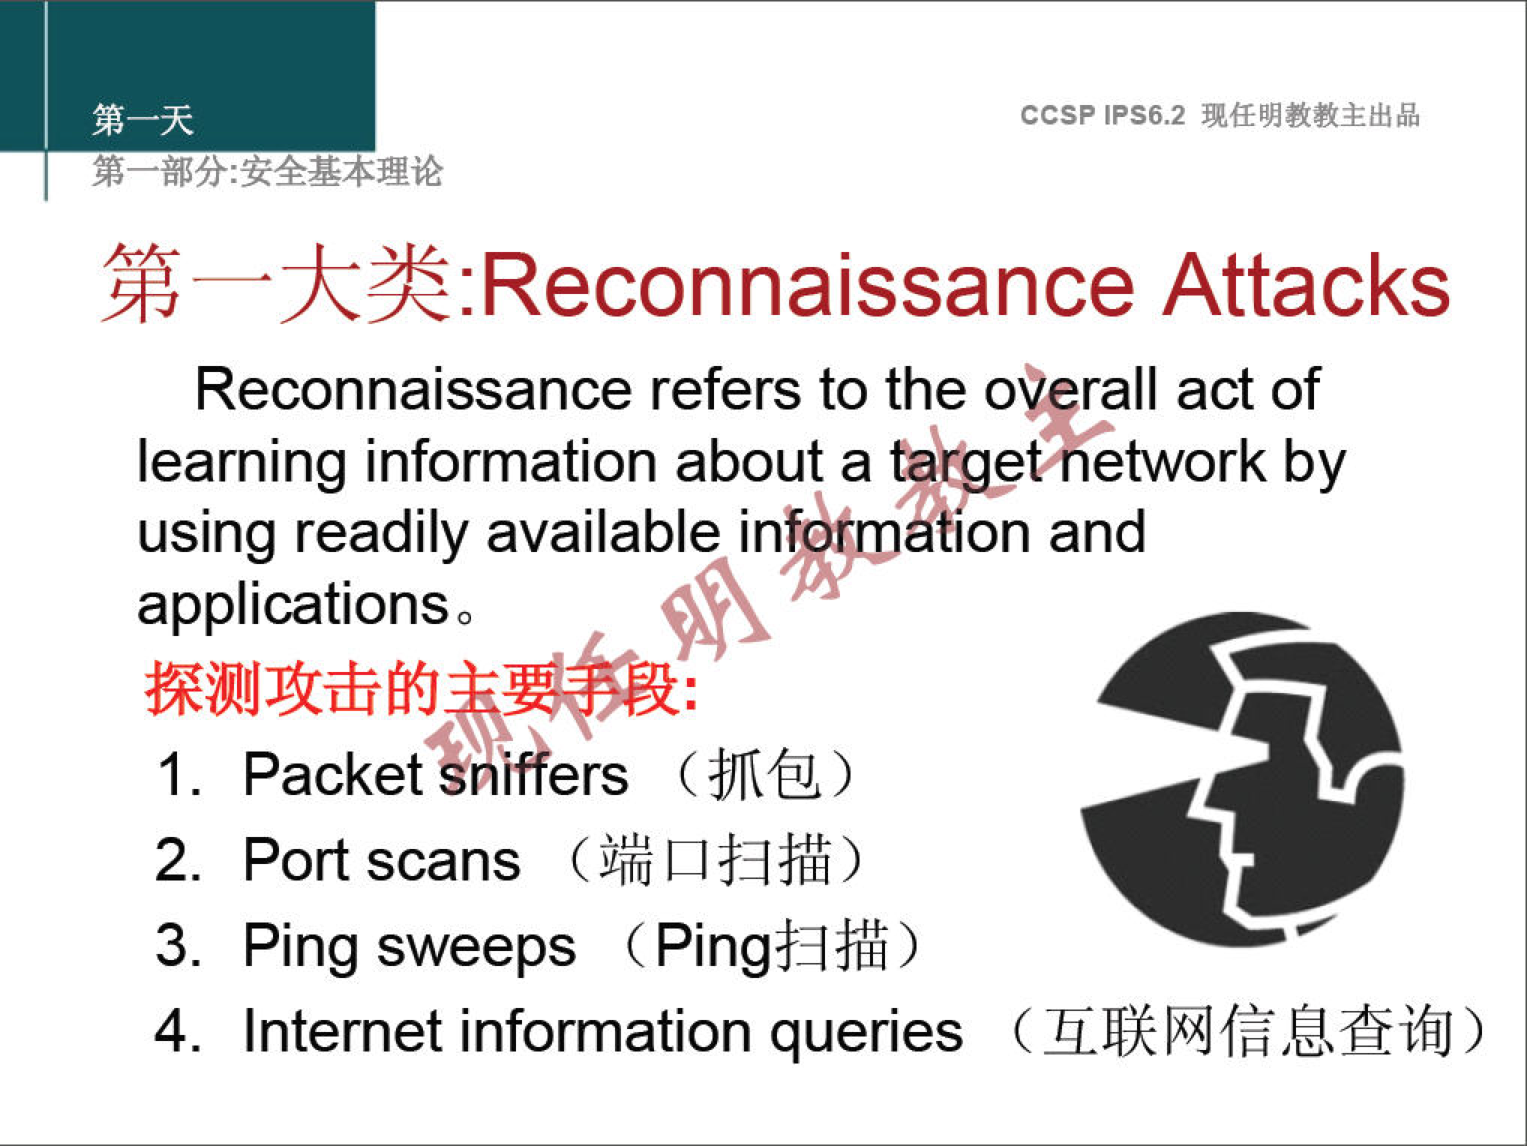 第一天
CCSP IPS6.2 现任明教教主出品
第一部分:安全基本理论
第一大类:Reconnaissance Attacks
Reconnaissance refers to the overall act of
learning information about a target network by
using readily available information and
applications。
探测攻击的主要手段:
1. Packet sniffers （抓包）
2. Port scans （端口扫描）
3. Ping sweeps （Ping扫描）
4. Internet information queries （互联网信息查询）
现任明教教主